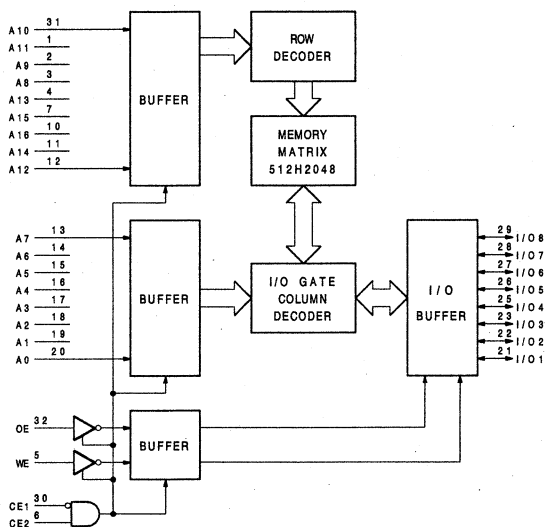 A10 31
A11 1
A9 2
A8 3
A13 4
A15 7
A16 10
A14 11
A12 12
BUFFER
ROW
DECODER
MEMORY
MATRIX
512H2048
A7 13
A6 14
A5 15
A4 16
A3 17
A2 18
A1 19
A0 20
BUFFER
I/O GATE
COLUMN
DECODER
I/O
BUFFER
29 I/O8
28 I/O7
27 I/O6
26 I/O5
25 I/O4
23 I/O3
22 I/O2
21 I/O1
OE 32
WE 5
BUFFER
CE1 30
CE2 6